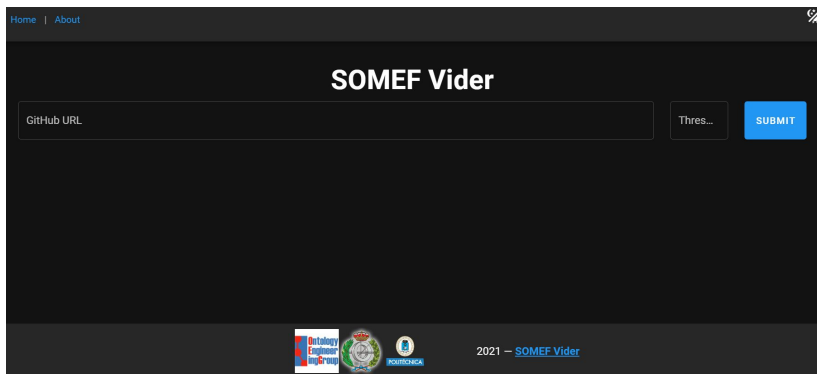 Home | About
SOMEF Vider
GitHub URL
Thres...
SUBMIT
Ontology
Engineer
ingGroup
POLITÉCNICA
2021 — SOMEF Vider